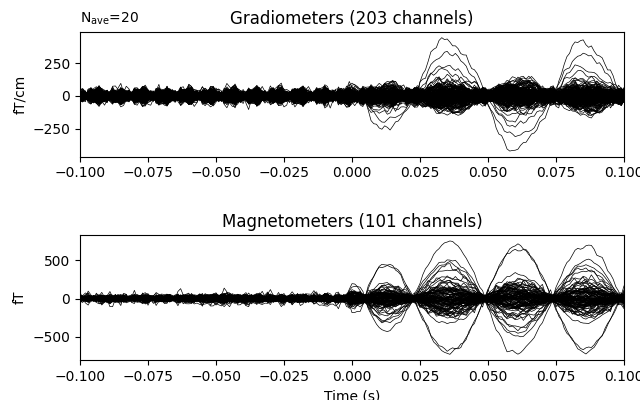 N_ave=20
Gradiometers (203 channels)
fT/cm
250
0
−250
−0.100 −0.075 −0.050 −0.025 0.000 0.025 0.050 0.075 0.100
Magnetometers (101 channels)
fT
500
0
−500
−0.100 −0.075 −0.050 −0.025 0.000 0.025 0.050 0.075 0.100
Time (s)